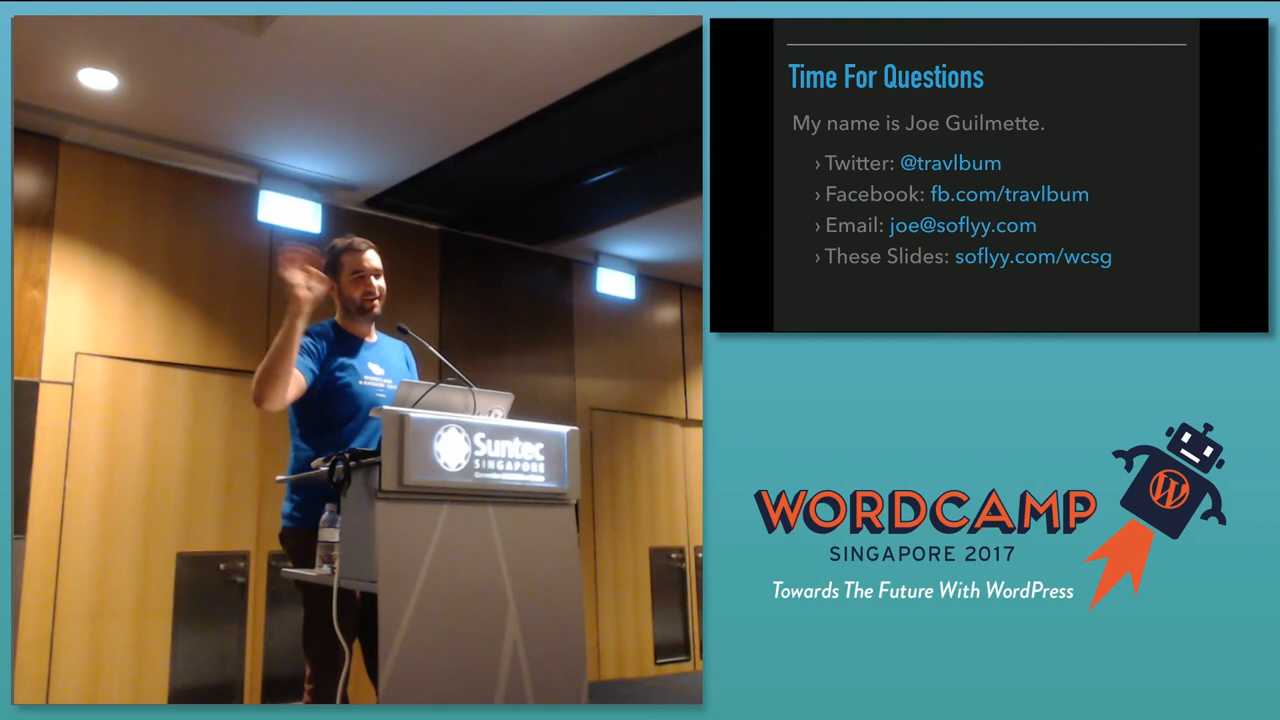 Time For Questions
My name is Joe Guilmette.
› Twitter: @travlbum
› Facebook: fb.com/travlbum
› Email: joe@soflyy.com
› These Slides: soflyy.com/wcsg
Suntec
SINGAPORE
WORDCAMP
SINGAPORE 2017
Towards The Future With WordPress